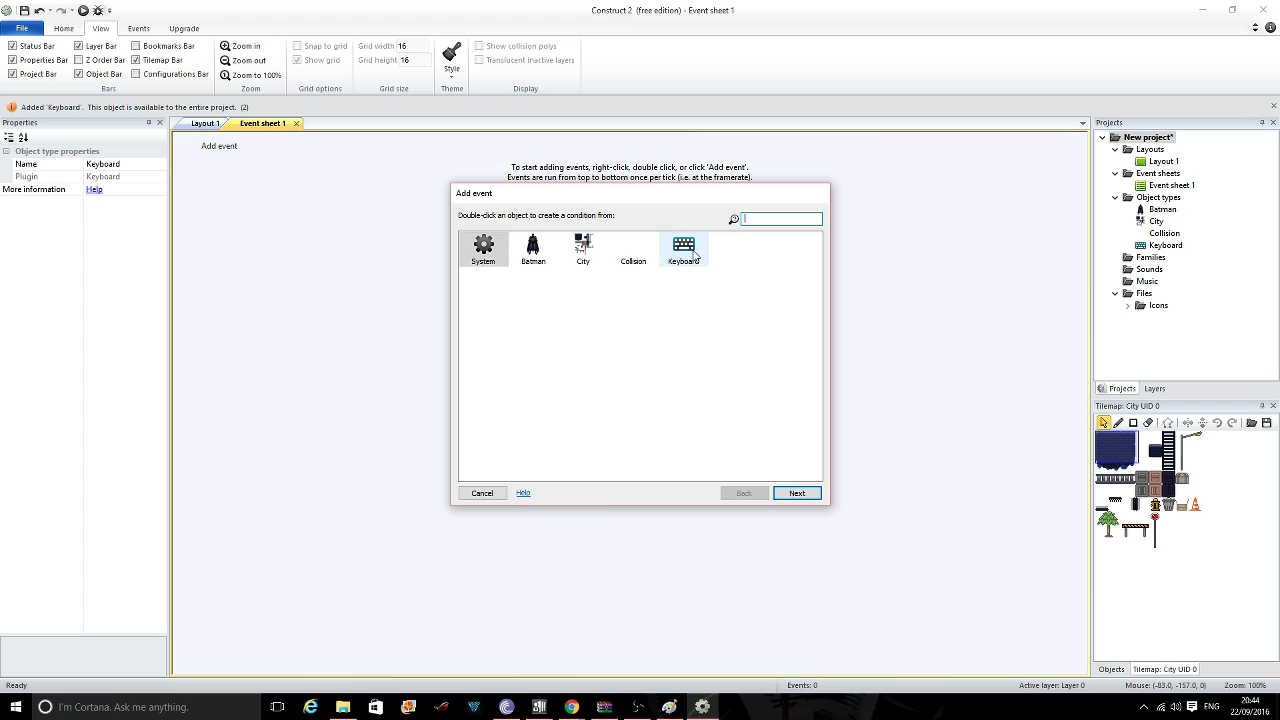 Construct 2 (free edition) - Event sheet 1
File Home View Events Upgrade
Status Bar Layer Bar Bookmarks Bar Zoom in Snap to grid Grid width 16 Show collision polys
Properties Bar Z Order Bar Tilemap Bar Zoom out Show grid Grid height 16 Translucent inactive layers
Project Bar Object Bar Configurations Bar Zoom to 100% Style
Bars Zoom Grid options Grid size Theme Display
Added 'Keyboard'. This object is available to the entire project. (2)
Properties Layout 1 Event sheet 1 Projects
New project*
Object type properties Add event Layouts
Name Keyboard To start adding events, right-click, double click, or click 'Add event'. Layout 1
Plugin Keyboard Events are run from top to bottom once per tick (i.e. at the framerate). Event sheets
More information Help Add event Event sheet 1
Object types
Batman
Double-click an object to create a condition from: City
Collision
Keyboard
System Batman City Collision Keyboard Families
Sounds
Music
Files
Icons
Projects Layers
Tilemap: City UID 0
Cancel Help Back Next
Objects Tilemap: City UID 0
Ready Events: 0 Active layer: Layer 0 Mouse: (-83.0, -157.0, 0) Zoom: 100%
I'm Cortana. Ask me anything. ENG 20:44
22/09/2016